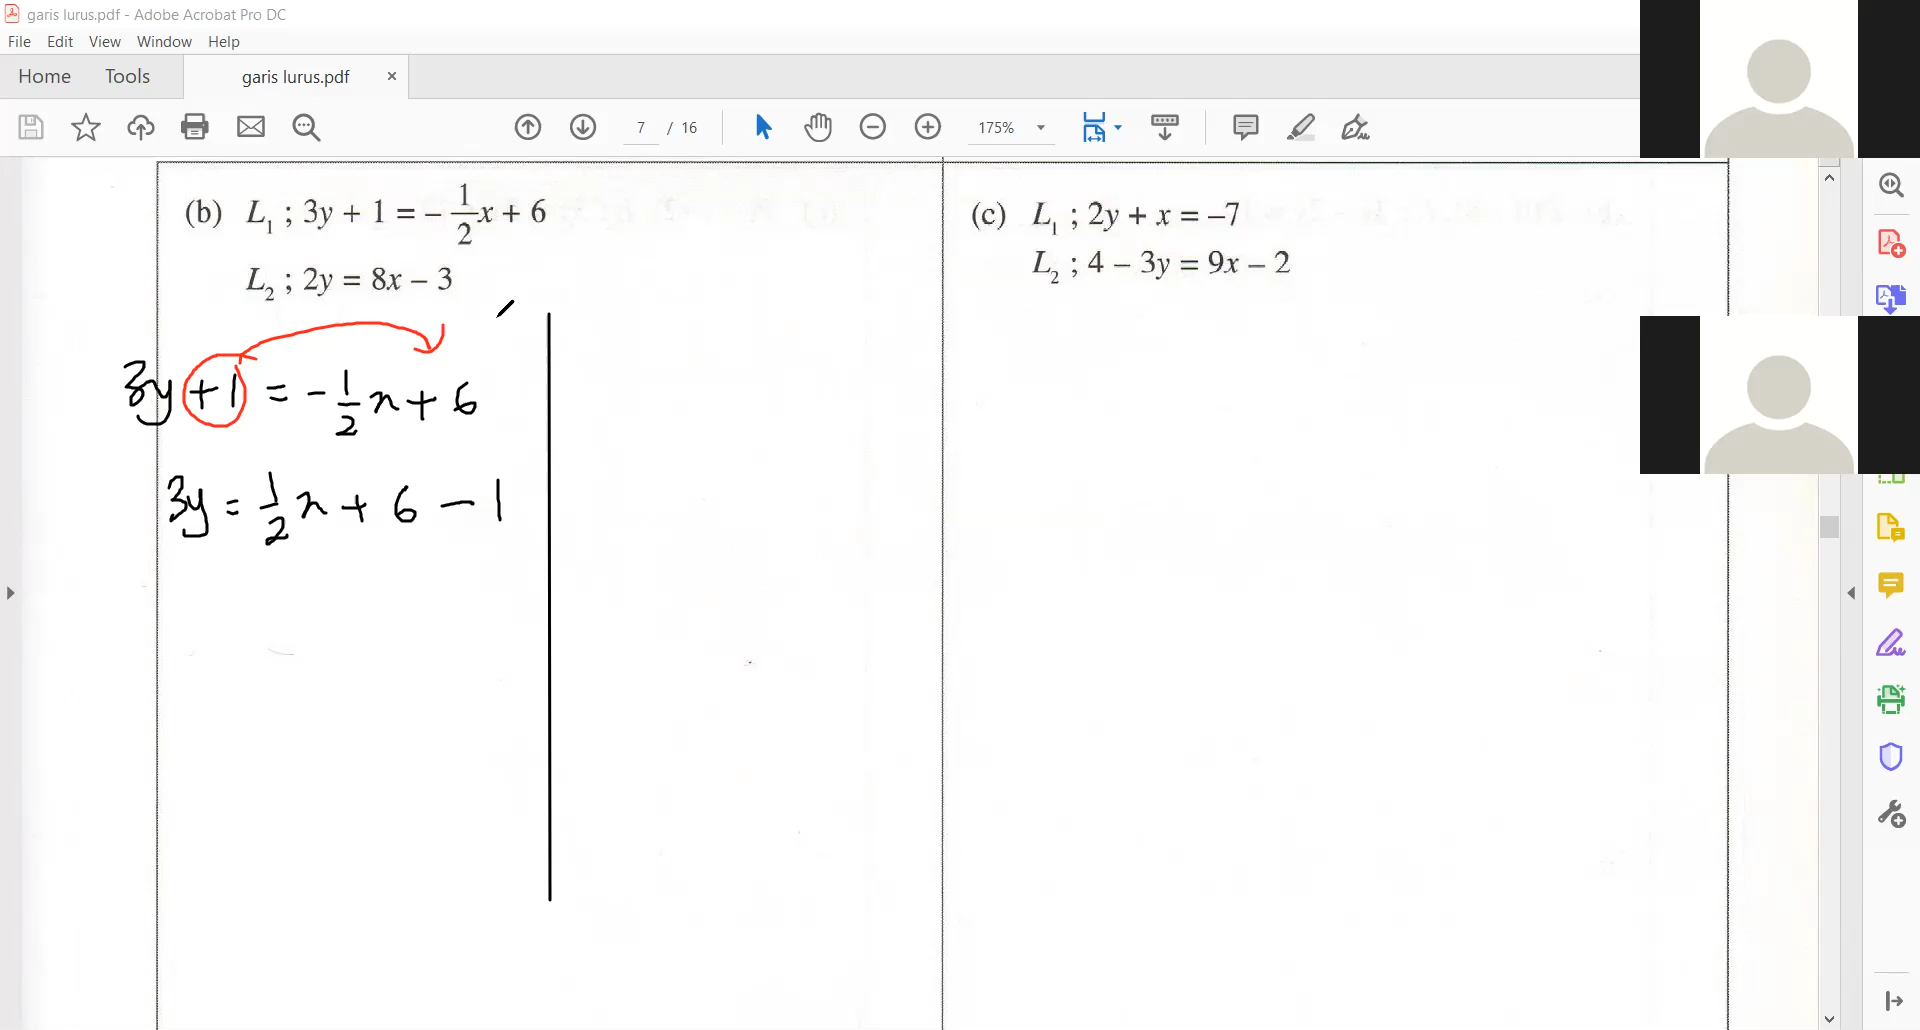 garis lurus.pdf - Adobe Acrobat Pro DC
File Edit View Window Help
Home Tools garis lurus.pdf ×
7 / 16 175%
(b) L₁ ; 3y + 1 = –1/2x + 6
L₂ ; 2y = 8x – 3
3y + 1 = -1/2x + 6
3y = 1/2x + 6 - 1
(c) L₁ ; 2y + x = –7
L₂ ; 4 – 3y = 9x – 2